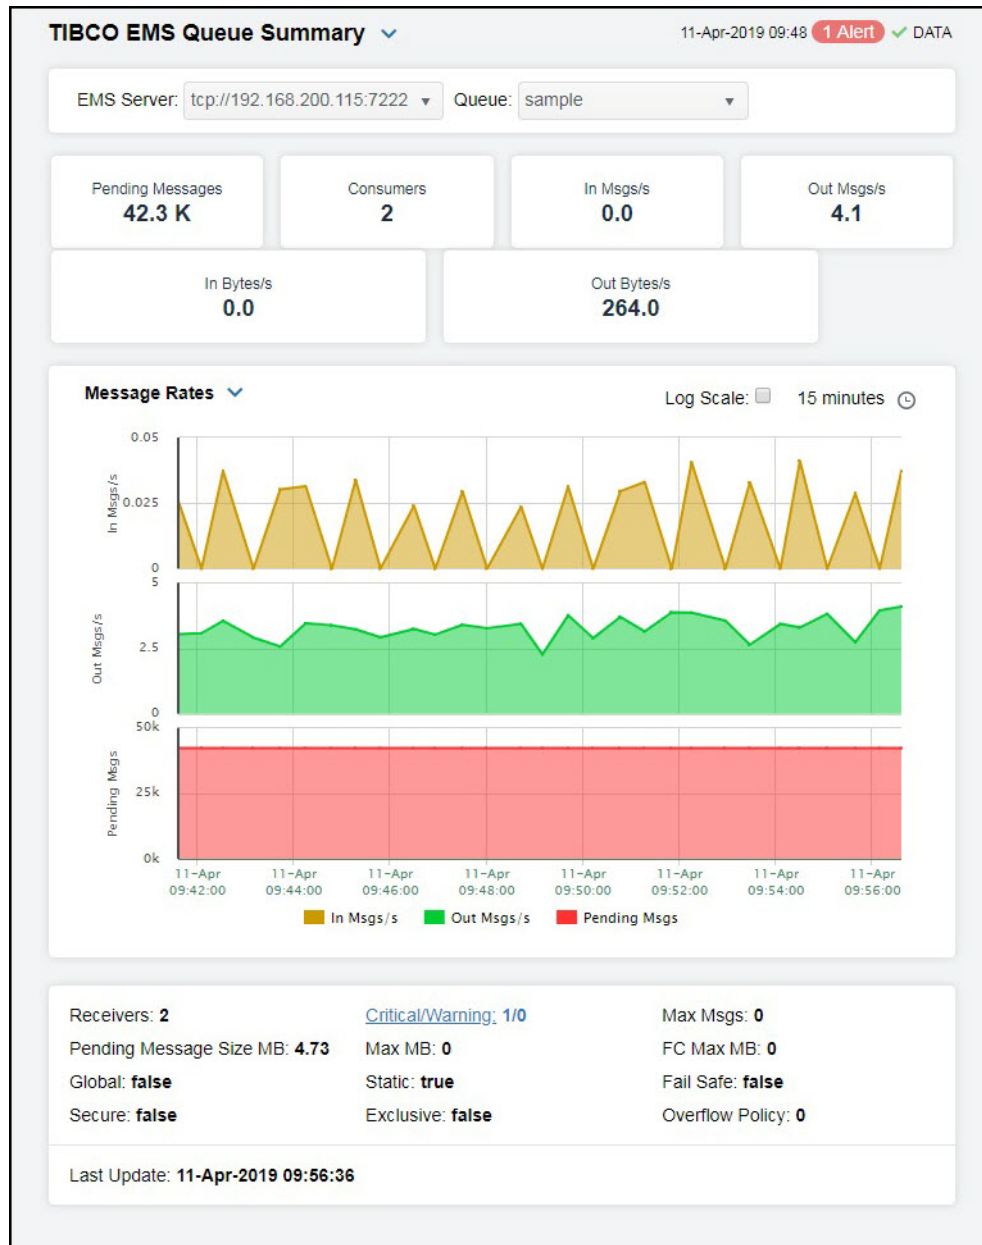 TIBCO EMS Queue Summary 11-Apr-2019 09:48 1 Alert DATA
EMS Server: tcp://192.168.200.115:7222 Queue: sample
Pending Messages Consumers In Msgs/s Out Msgs/s
42.3 K 2 0.0 4.1
In Bytes/s Out Bytes/s
0.0 264.0
Message Rates Log Scale: 15 minutes
0.05
In Msgs/s
0.025
0
5
Out Msgs/s
2.5
0
50k
Pending Msgs
25k
0k
11-Apr 11-Apr 11-Apr 11-Apr 11-Apr 11-Apr 11-Apr 11-Apr
09:42:00 09:44:00 09:46:00 09:48:00 09:50:00 09:52:00 09:54:00 09:56:00
In Msgs/s Out Msgs/s Pending Msgs
Receivers: 2 Critical/Warning: 1/0 Max Msgs: 0
Pending Message Size MB: 4.73 Max MB: 0 FC Max MB: 0
Global: false Static: true Fail Safe: false
Secure: false Exclusive: false Overflow Policy: 0
Last Update: 11-Apr-2019 09:56:36